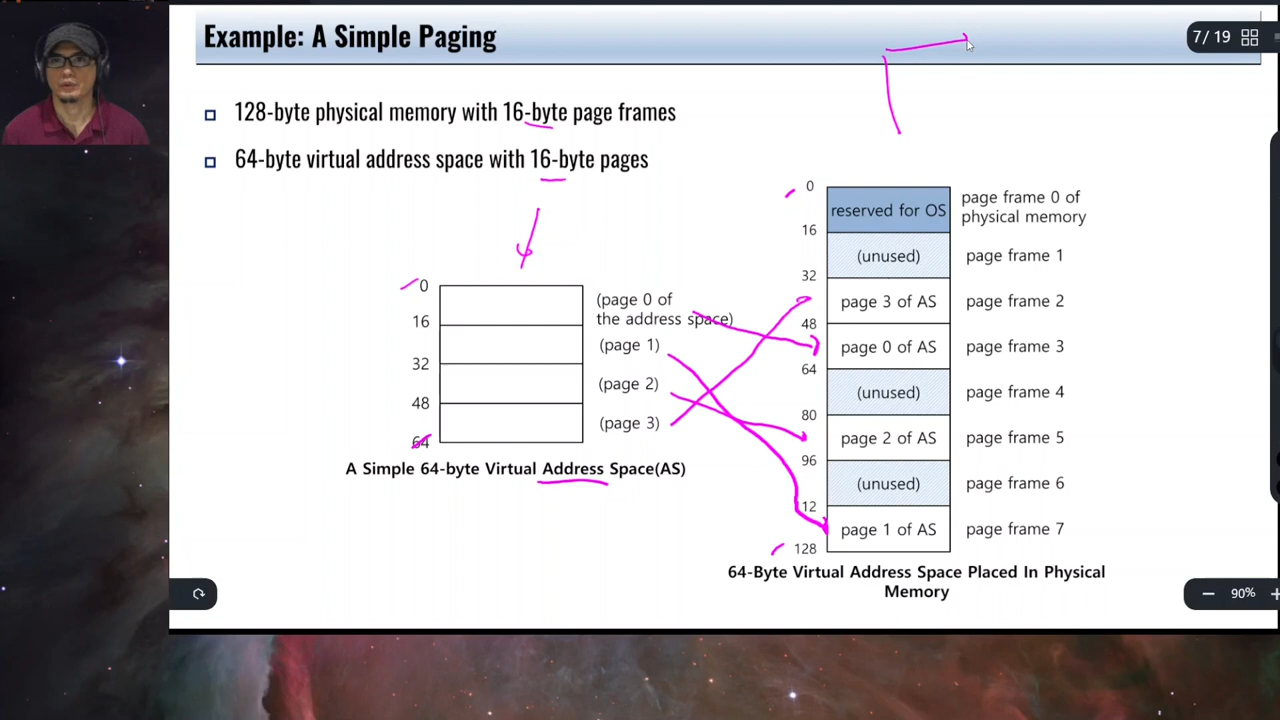 Example: A Simple Paging
7/ 19
128-byte physical memory with 16-byte page frames
64-byte virtual address space with 16-byte pages
0
16
32
48
64
(page 0 of
the address space)
(page 1)
(page 2)
(page 3)
A Simple 64-byte Virtual Address Space(AS)
0
16
32
48
64
80
96
112
128
reserved for OS
(unused)
page 3 of AS
page 0 of AS
(unused)
page 2 of AS
(unused)
page 1 of AS
page frame 0 of
physical memory
page frame 1
page frame 2
page frame 3
page frame 4
page frame 5
page frame 6
page frame 7
64-Byte Virtual Address Space Placed In Physical
Memory
90%